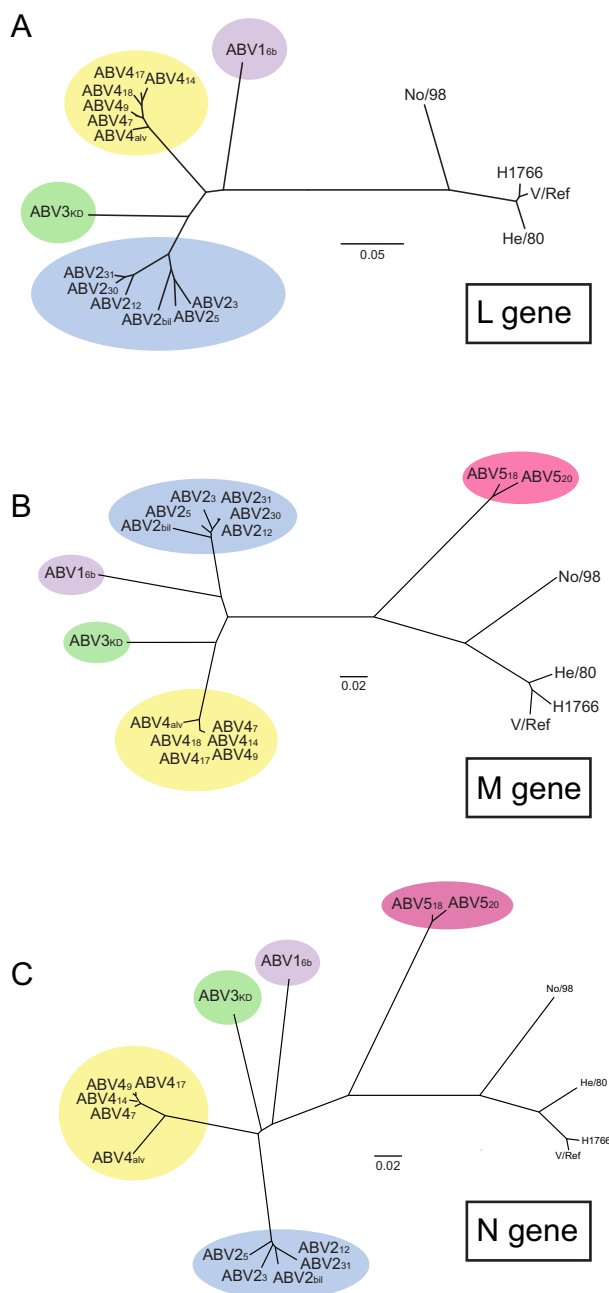 A
ABV16b
ABV417 ABV414
ABV418
ABV49
ABV47
ABV4alv
No/98
H1766
V/Ref
He/80
ABV3KD
0.05
ABV231
ABV230
ABV212
ABV2bil
ABV25
ABV23
L gene
B
ABV518 ABV520
ABV23 ABV231
ABV25 ABV230
ABV2bil ABV212
ABV16b
No/98
ABV3KD
He/80
H1766
V/Ref
0.02
ABV4alv ABV47
ABV418 ABV414
ABV417 ABV49
M gene
C
ABV518 ABV520
ABV16b
ABV3KD
No/98
ABV49 ABV417
ABV414
ABV47
ABV4alv
He/80
H1766
V/Ref
0.02
ABV25 ABV212
ABV23 ABV231
ABV2bil
N gene